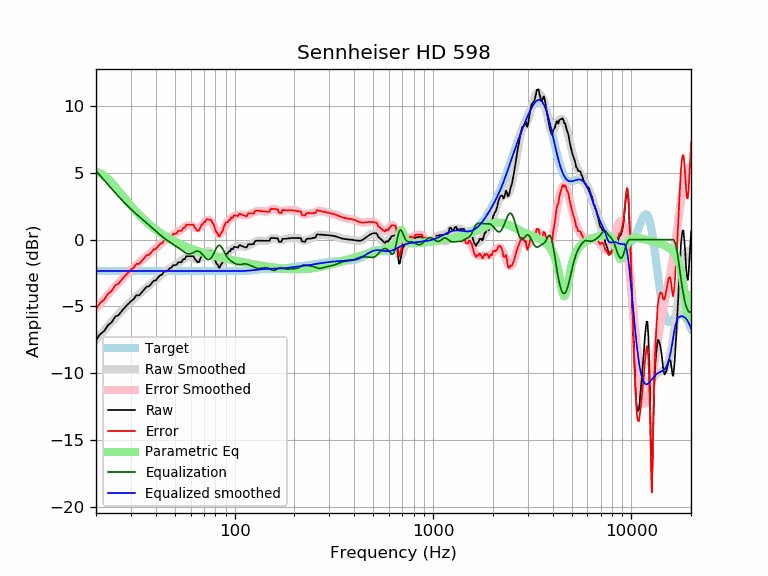 Sennheiser HD 598
10
5
0
−5
−10
−15
−20
Amplitude (dBr)
Target
Raw Smoothed
Error Smoothed
Raw
Error
Parametric Eq
Equalization
Equalized smoothed
100
1000
10000
Frequency (Hz)